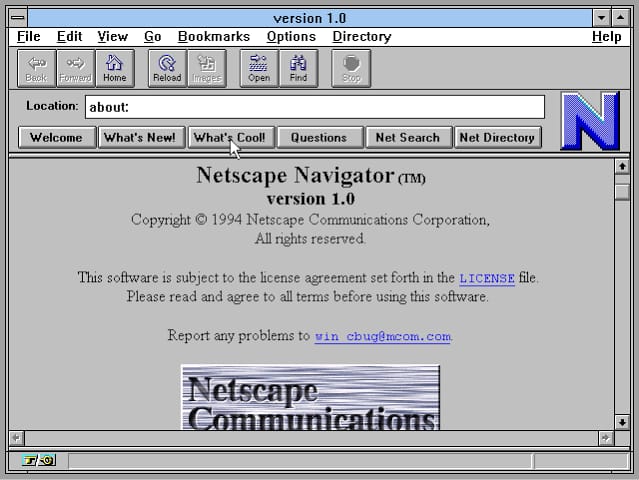 version 1.0
File Edit View Go Bookmarks Options Directory Help
Back Forward Home Reload Images Open Find Stop
Location: about:
Welcome What's New! What's Cool! Questions Net Search Net Directory
N
Netscape Navigator (TM)
version 1.0
Copyright © 1994 Netscape Communications Corporation,
All rights reserved.
This software is subject to the license agreement set forth in the LICENSE file.
Please read and agree to all terms before using this software.
Report any problems to win_cbug@mcom.com.
Netscape
Communications